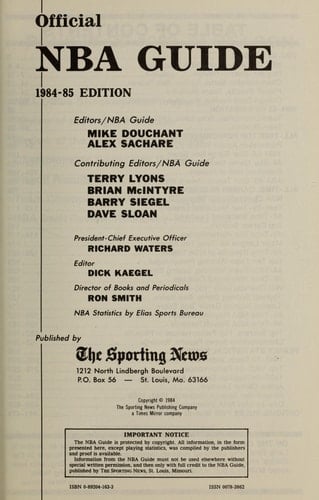 Official
NBA GUIDE
1984-85 EDITION
Editors/NBA Guide
MIKE DOUCHANT
ALEX SACHARE
Contributing Editors/NBA Guide
TERRY LYONS
BRIAN McINTYRE
BARRY SIEGEL
DAVE SLOAN
President-Chief Executive Officer
RICHARD WATERS
Editor
DICK KAEGEL
Director of Books and Periodicals
RON SMITH
NBA Statistics by Elias Sports Bureau
Published by
The Sporting News
1212 North Lindbergh Boulevard
P.O. Box 56 — St. Louis, Mo. 63166
Copyright © 1984
The Sporting News Publishing Company
a Times Mirror company
IMPORTANT NOTICE
The NBA Guide is protected by copyright. All information, in the form
presented here, except playing statistics, was compiled by the publishers
and proof is available.
Information from the NBA Guide must not be used elsewhere without
special written permission, and then only with full credit to the NBA Guide,
published by THE SPORTING NEWS, St. Louis, Missouri.
ISBN 0-89204-163-3
ISSN 0078-3862